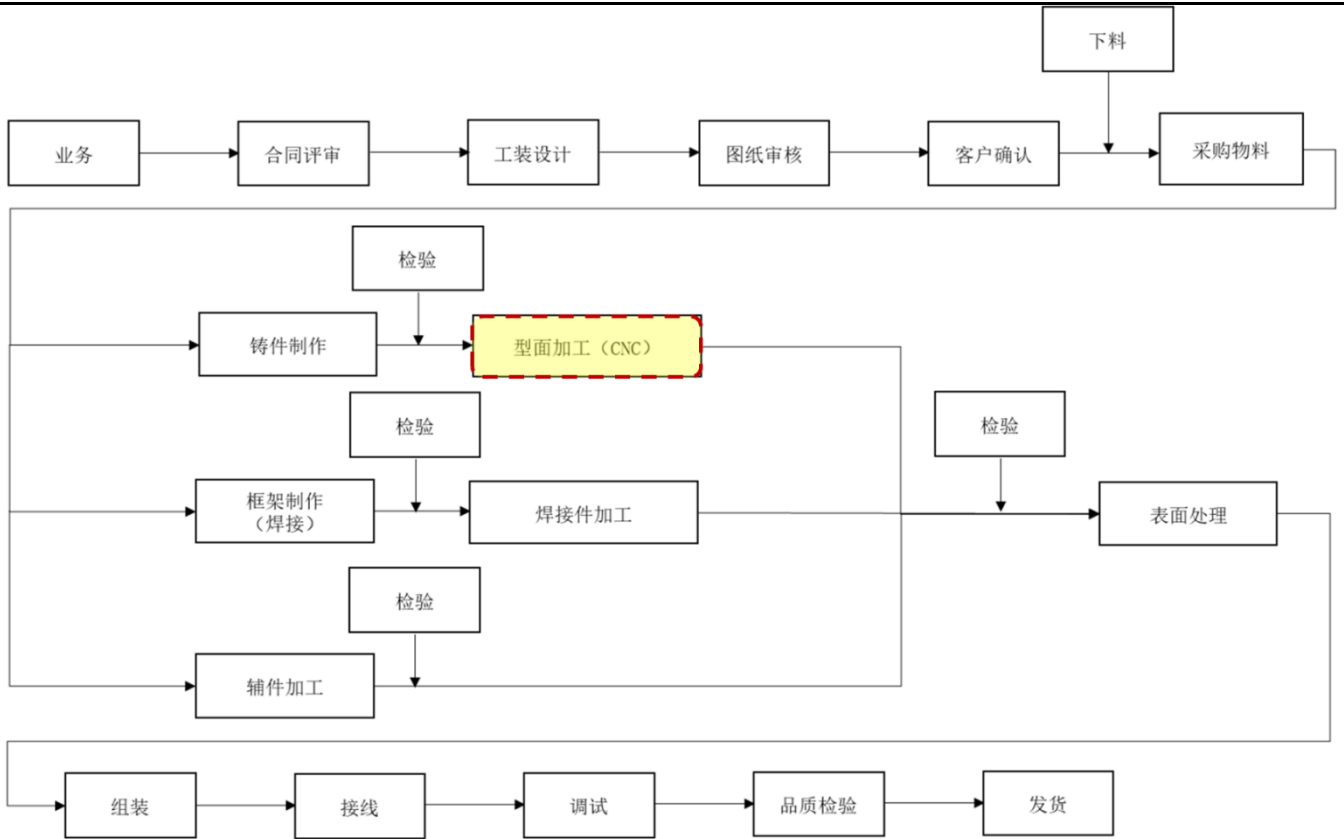 下料
业务
合同评审
工装设计
图纸审核
客户确认
采购物料
检验
铸件制作
型面加工（CNC）
检验
检验
框架制作
（焊接）
焊接件加工
表面处理
检验
辅件加工
组装
接线
调试
品质检验
发货